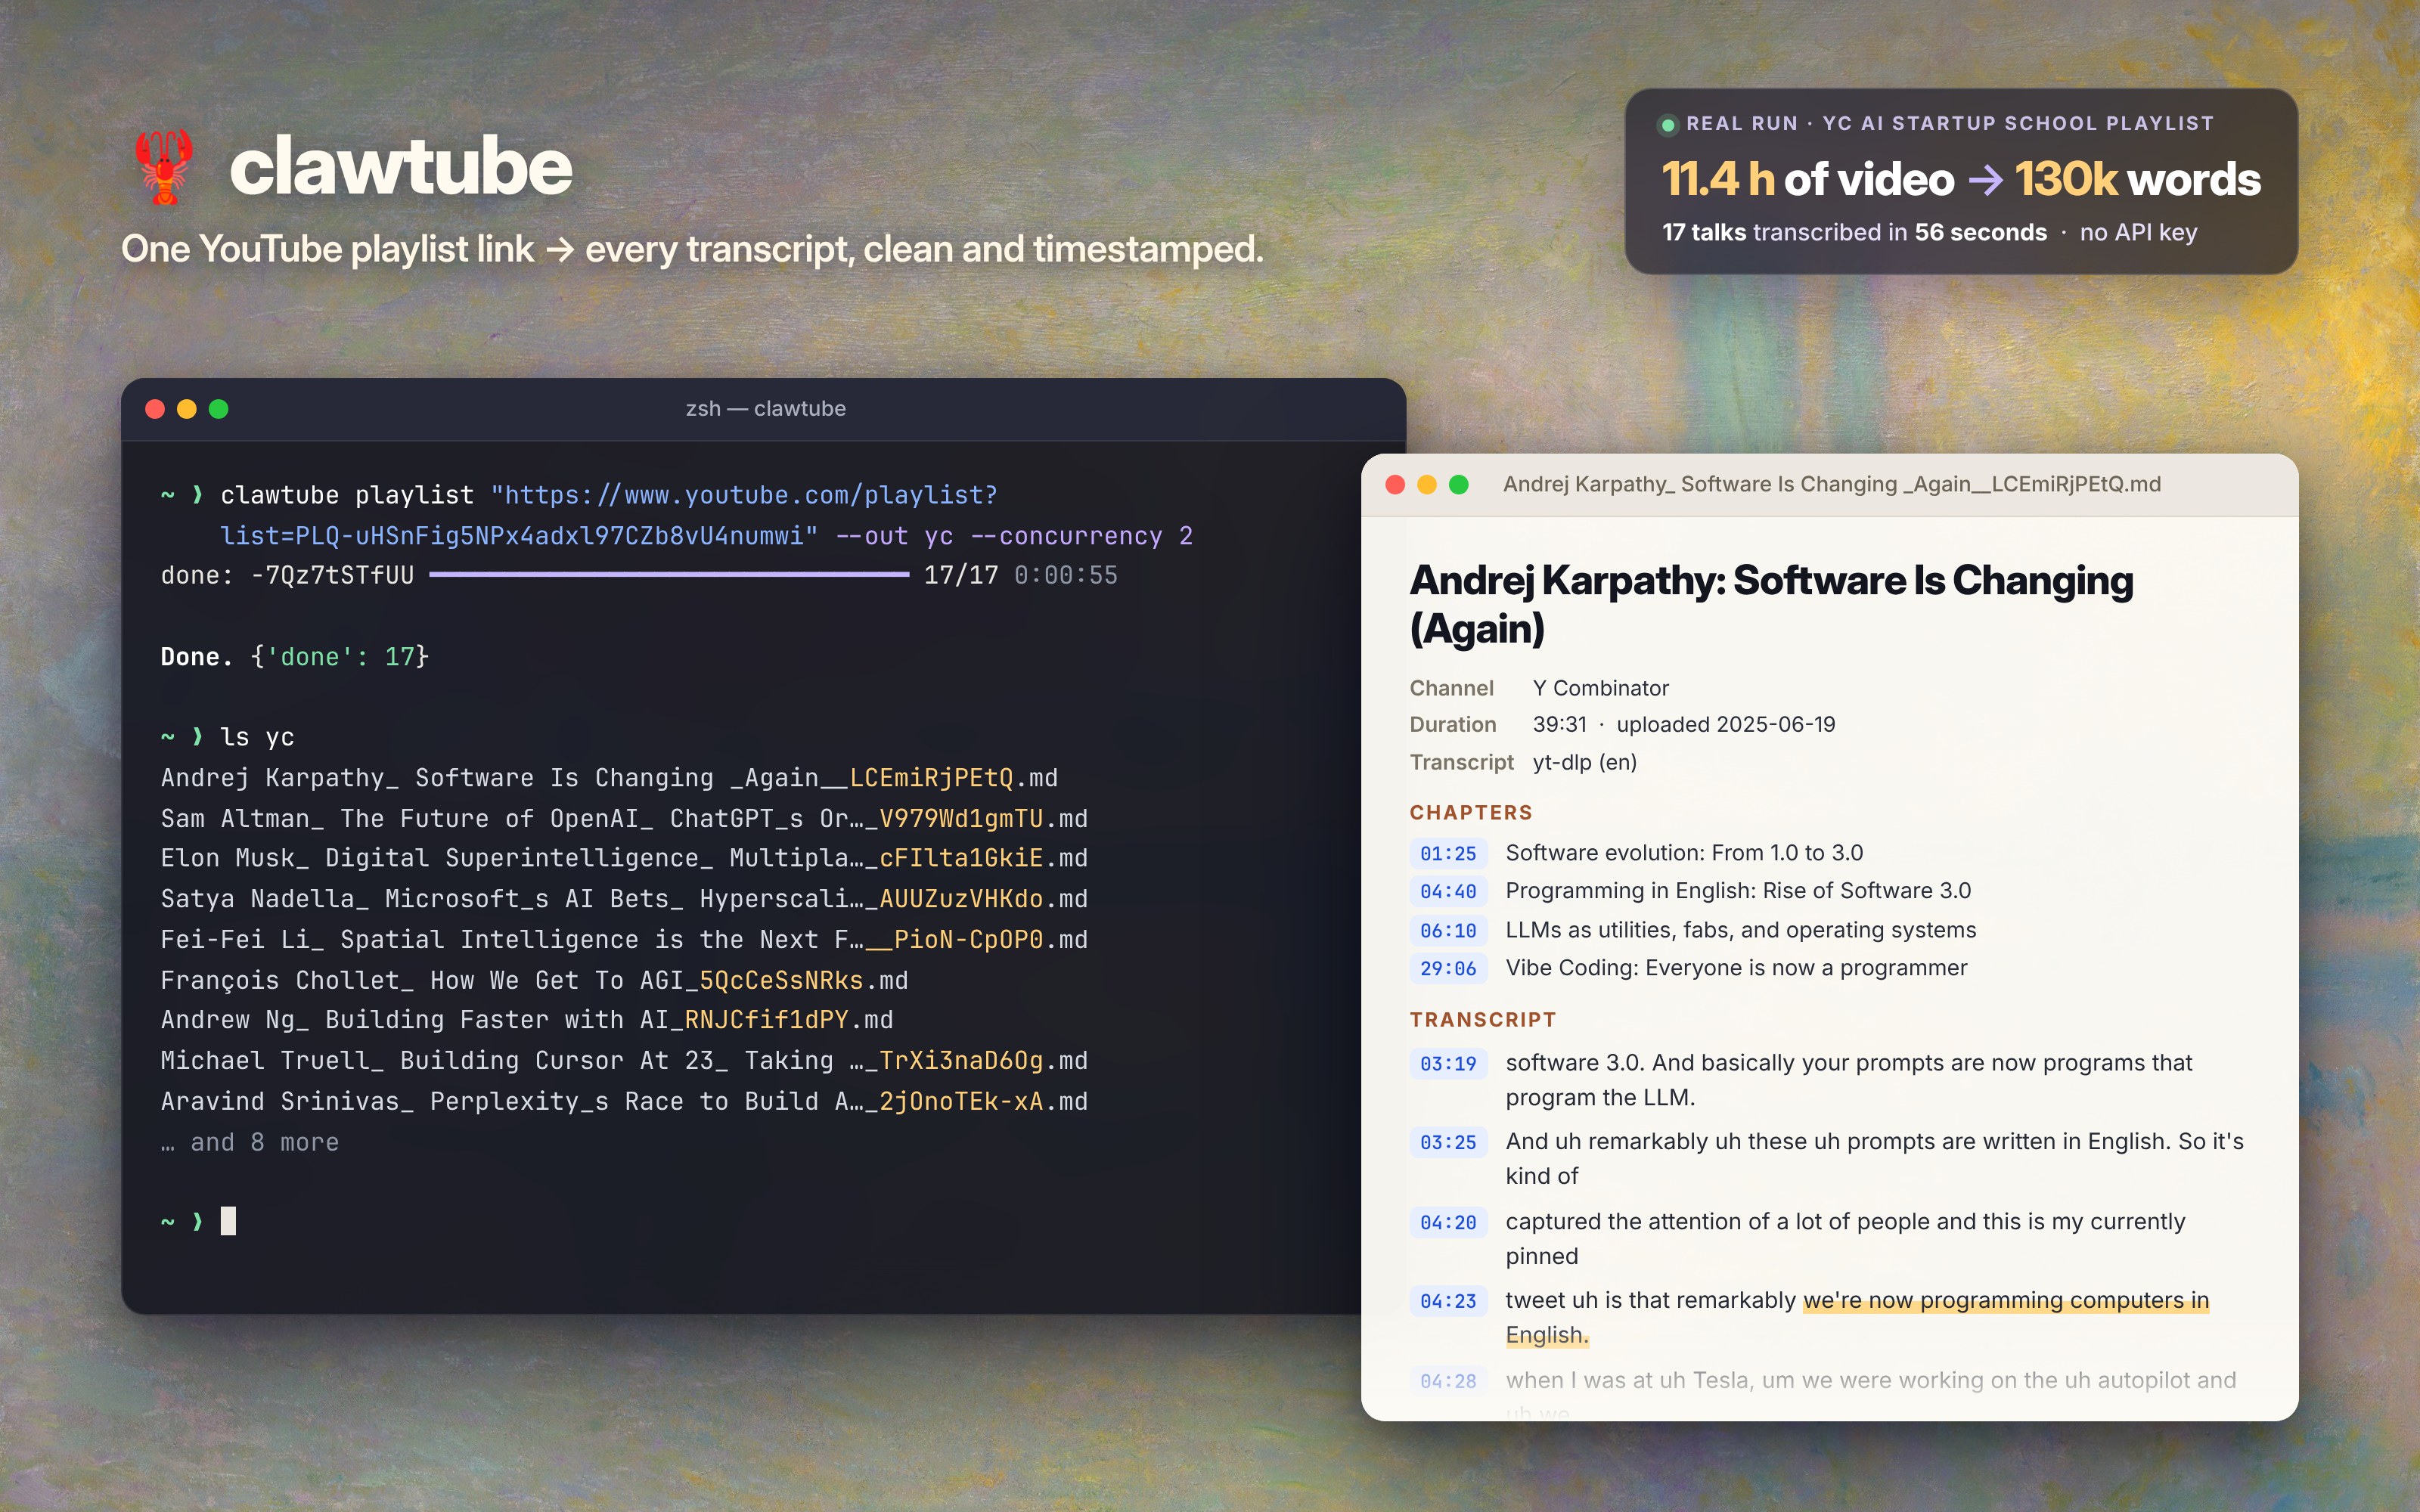 🦞 clawtube
One YouTube playlist link → every transcript, clean and timestamped.
REAL RUN · YC AI STARTUP SCHOOL PLAYLIST
11.4 h of video → 130k words
17 talks transcribed in 56 seconds · no API key
zsh — clawtube
~ ❯ clawtube playlist "https://www.youtube.com/playlist?
list=PLQ-uHSnFig5NPx4adxl97CZb8vU4numwi" --out yc --concurrency 2
done: -7Qz7tSTfUU ━━━━━━━━━━━━━━━━ 17/17 0:00:55
Done. {'done': 17}
~ ❯ ls yc
Andrej Karpathy_ Software Is Changing _Again__LCEmiRjPEtQ.md
Sam Altman_ The Future of OpenAI_ ChatGPT_s Or…_V979Wd1gmTU.md
Elon Musk_ Digital Superintelligence_ Multipla…_cFIlta1GkiE.md
Satya Nadella_ Microsoft_s AI Bets_ Hyperscali…_AUUZuzVHKdo.md
Fei-Fei Li_ Spatial Intelligence is the Next F…__PioN-CpOP0.md
François Chollet_ How We Get To AGI_5QcCeSsNRks.md
Andrew Ng_ Building Faster with AI_RNJCfif1dPY.md
Michael Truell_ Building Cursor At 23_ Taking …_TrXi3naD6Og.md
Aravind Srinivas_ Perplexity_s Race to Build A…_2jOnoTEk-xA.md
… and 8 more
~ ❯
Andrej Karpathy_ Software Is Changing _Again__LCEmiRjPEtQ.md
Andrej Karpathy: Software Is Changing
(Again)
Channel Y Combinator
Duration 39:31 · uploaded 2025-06-19
Transcript yt-dlp (en)
CHAPTERS
01:25 Software evolution: From 1.0 to 3.0
04:40 Programming in English: Rise of Software 3.0
06:10 LLMs as utilities, fabs, and operating systems
29:06 Vibe Coding: Everyone is now a programmer
TRANSCRIPT
03:19 software 3.0. And basically your prompts are now programs that
program the LLM.
03:25 And uh remarkably uh these uh prompts are written in English. So it's
kind of
04:20 captured the attention of a lot of people and this is my currently
pinned
04:23 tweet uh is that remarkably we're now programming computers in
English.
04:28 when I was at uh Tesla, um we were working on the uh autopilot and
uh we